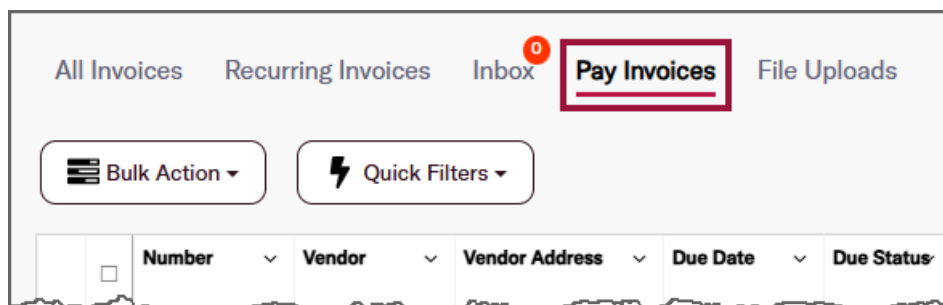 0
All Invoices Recurring Invoices Inbox Pay Invoices File Uploads
Bulk Action Quick Filters
Number Vendor Vendor Address Due Date Due Status